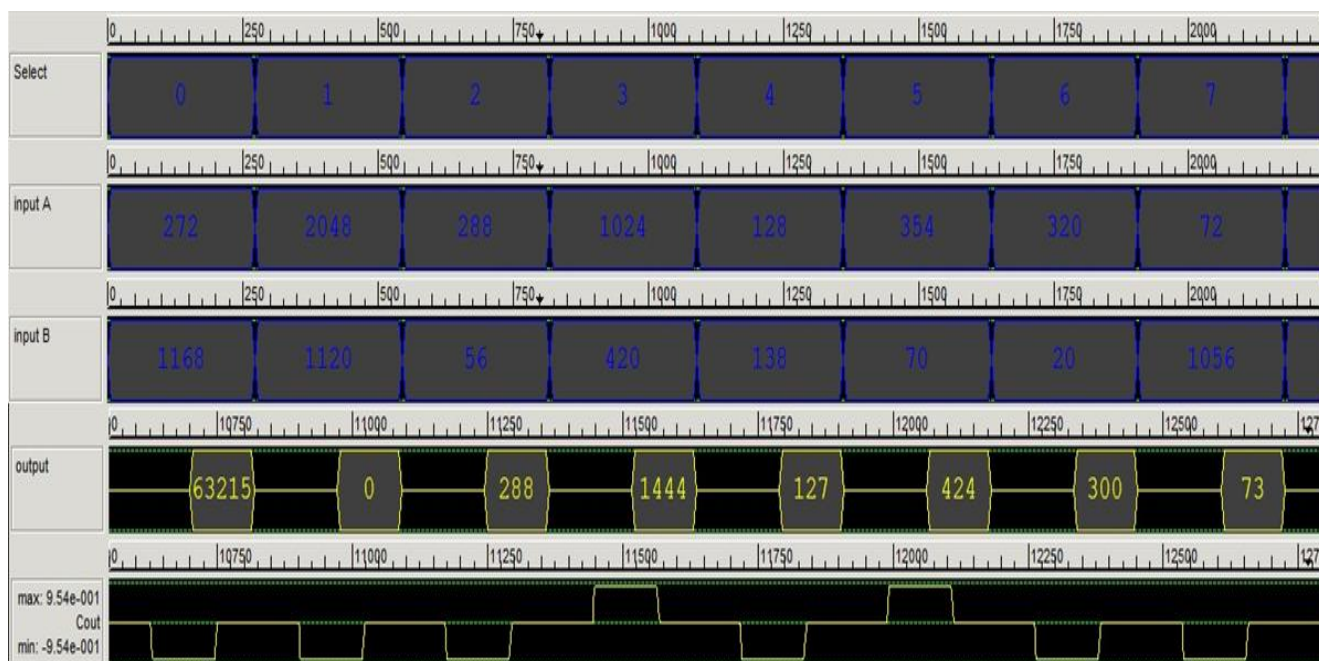 0 250 500 750 1000 1250 1500 1750 2000
Select 0 1 2 3 4 5 6 7
0 250 500 750 1000 1250 1500 1750 2000
input A 272 2048 288 1024 128 354 320 72
0 250 500 750 1000 1250 1500 1750 2000
input B 1168 1120 56 420 138 70 20 1056
0 10750 11000 11250 11500 11750 12000 12250 12500
output 63215 0 288 1444 127 424 300 73
0 10750 11000 11250 11500 11750 12000 12250 12500
max: 9.54e-001
Cout
min: -9.54e-001